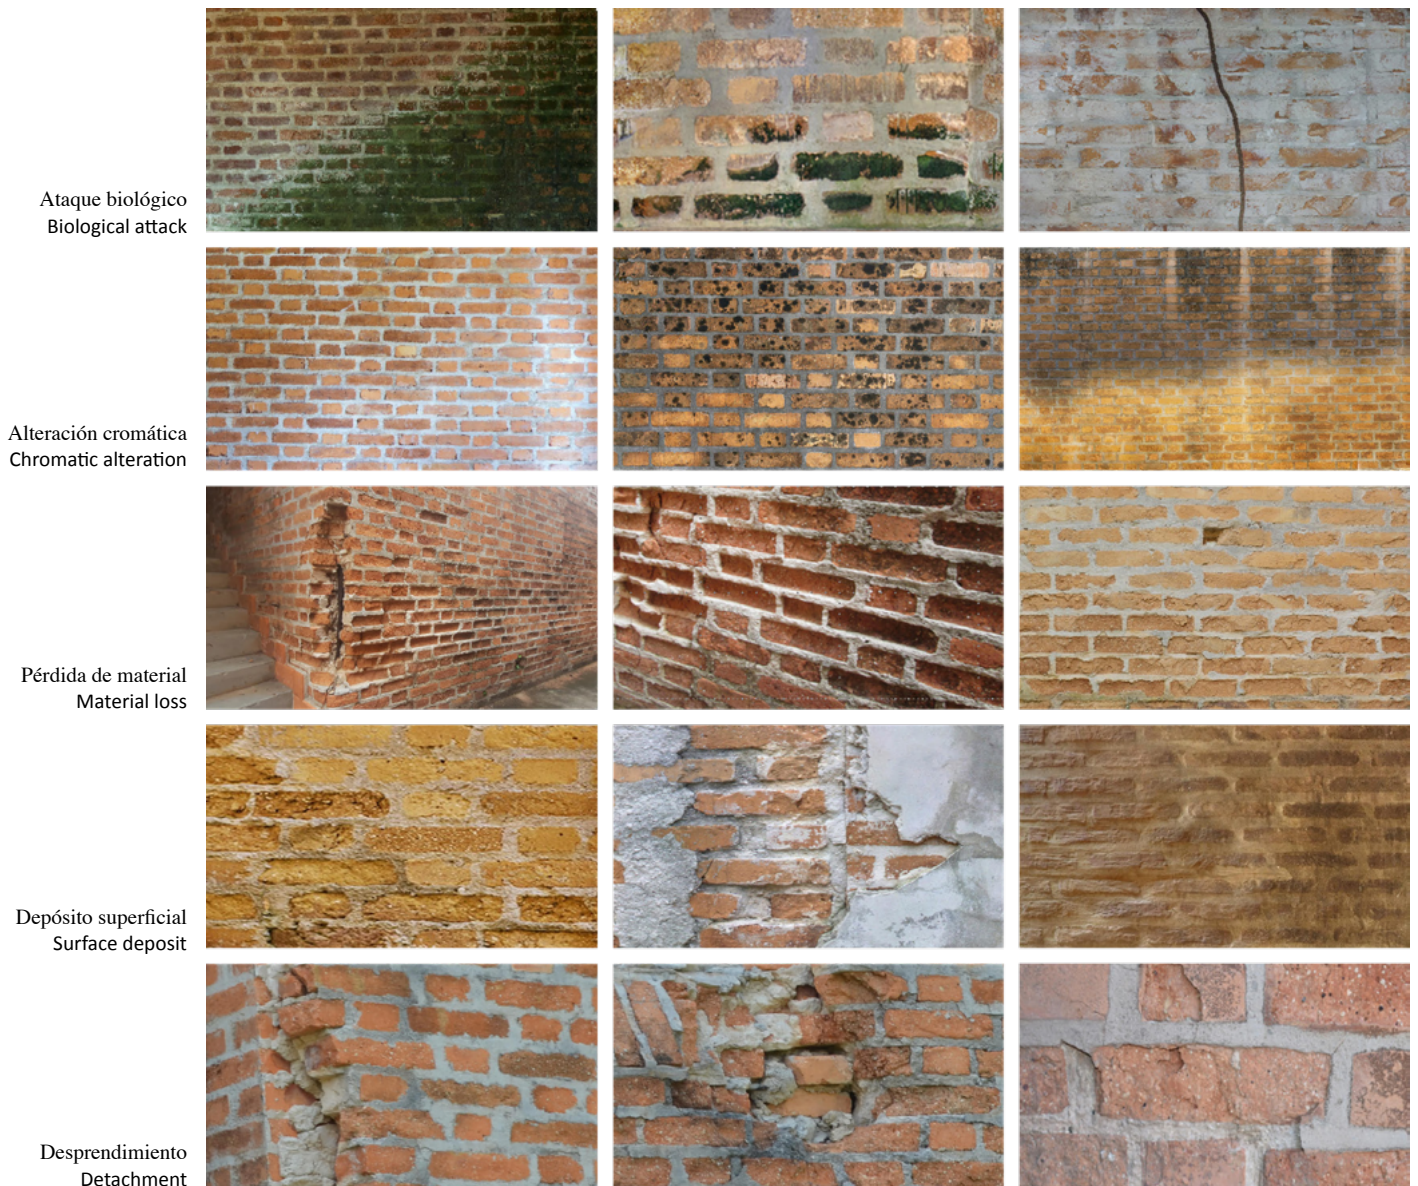 Ataque biológico
Biological attack
Alteración cromática
Chromatic alteration
Pérdida de material
Material loss
Depósito superficial
Surface deposit
Desprendimiento
Detachment